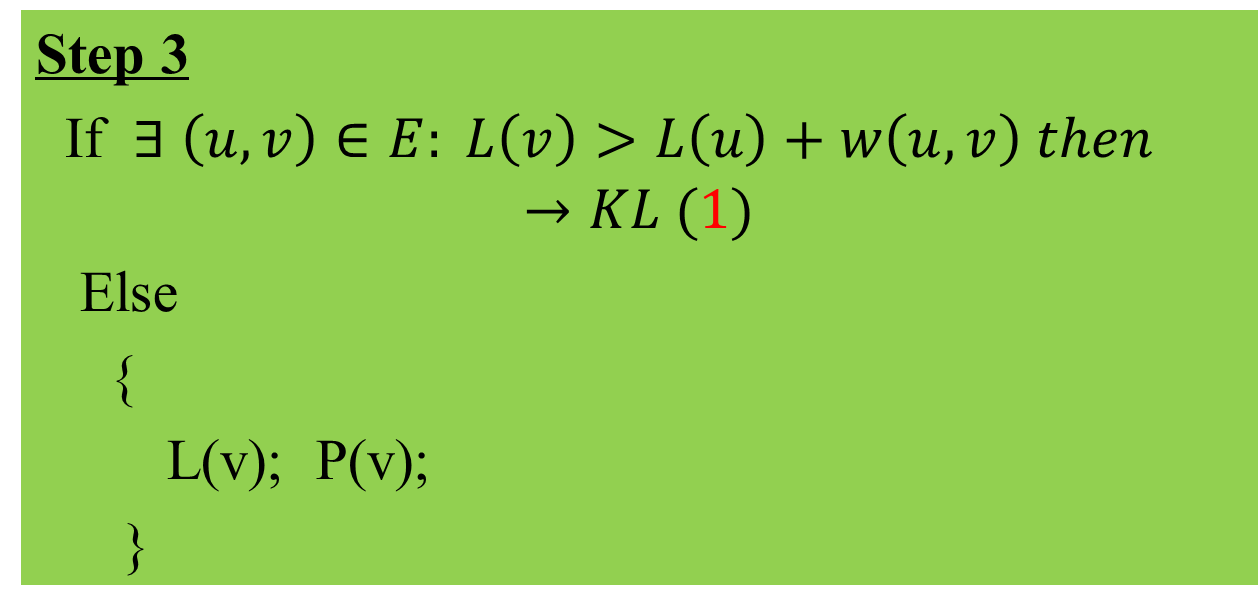 Step 3
If ∃ (u, v) ∈ E: L(v) > L(u) + w(u, v) then
→ KL (1)
Else
{
L(v); P(v);
}